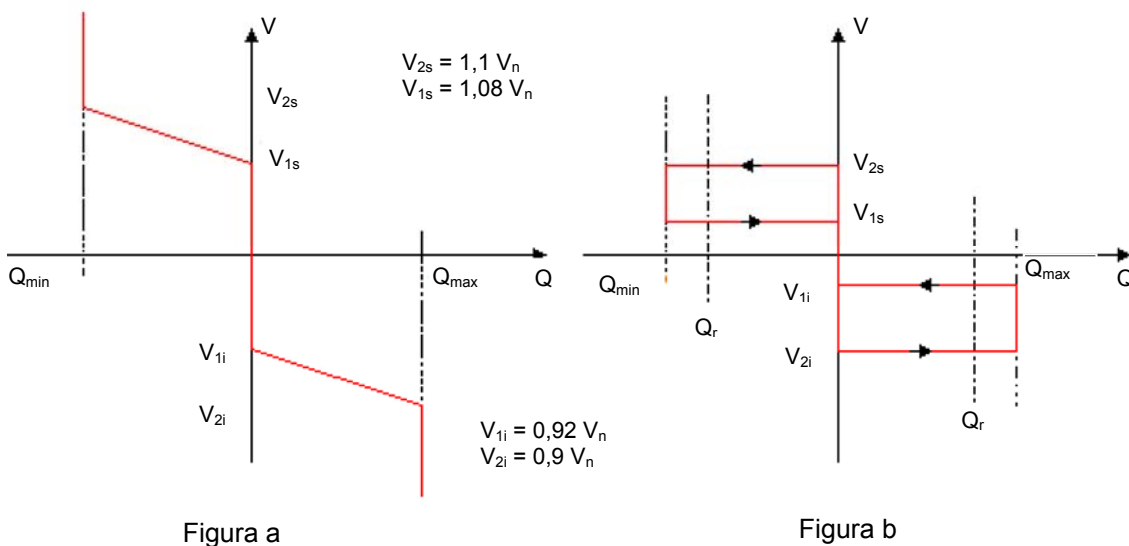 V
V2s = 1,1 Vn
V1s = 1,08 Vn
V2s
V1s
Qmin
Qmax
Q
V1i
V2i
V1i = 0,92 Vn
V2i = 0,9 Vn
Figura a
V
V2s
V1s
Qmin
Qr
Qmax
Q
V1i
V2i
Qr
Figura b